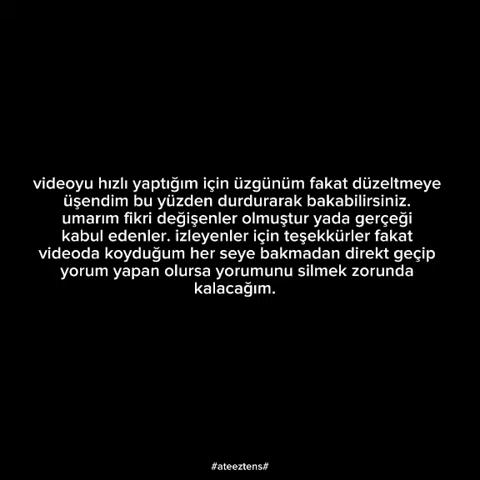 videoyu hızlı yaptığım için üzgünüm fakat düzeltmeye
üşendim bu yüzden durdurarak bakabilirsiniz.
umarım fikri değişenler olmuştur yada gerçeği
kabul edenler. izleyenler için teşekkürler fakat
videoda koyduğum her seye bakmadan direkt geçip
yorum yapan olursa yorumunu silmek zorunda
kalacağım.
#ateeztens#